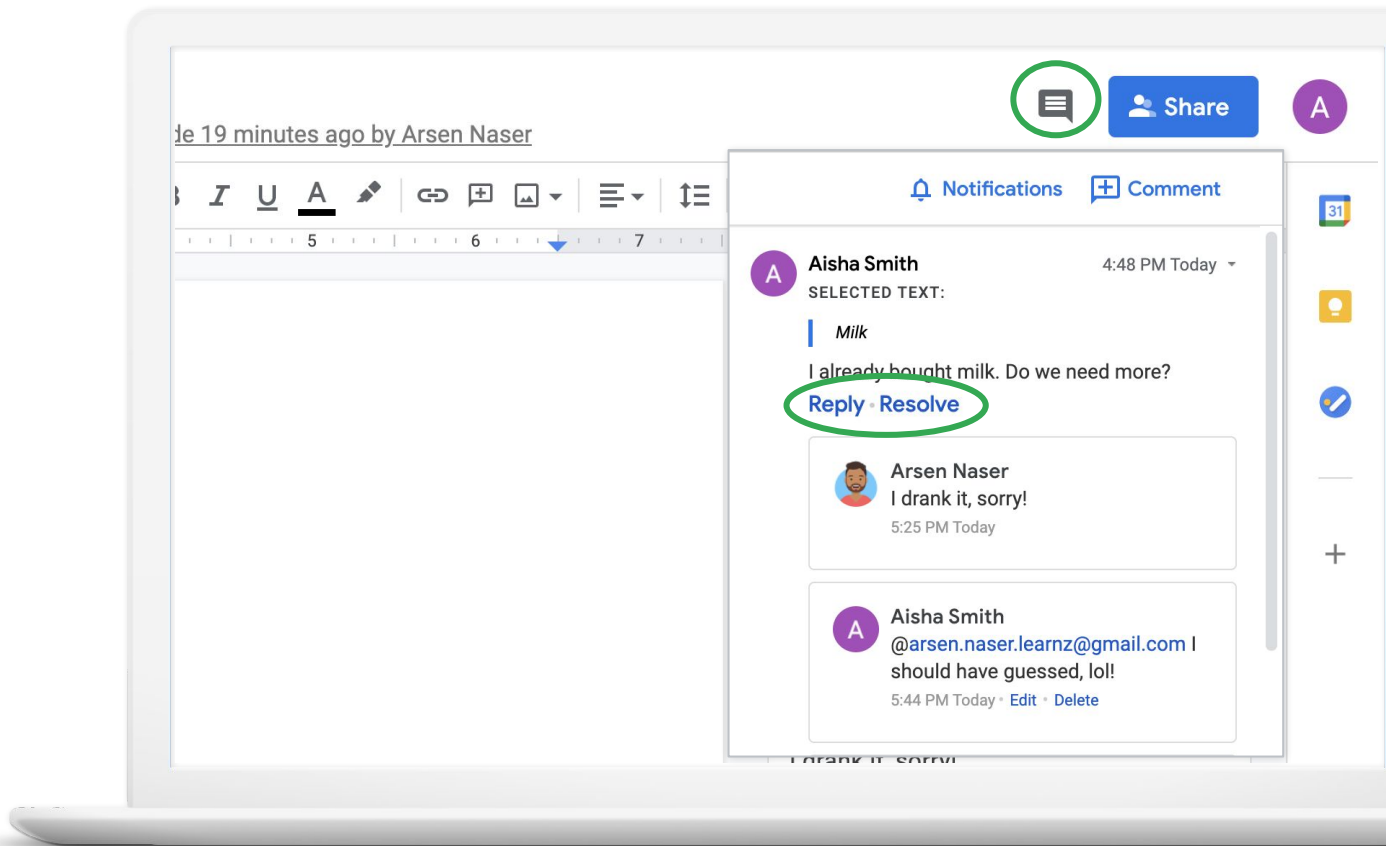 Share
A
de 19 minutes ago by Arsen Naser
I U A
5 6 7
Notifications Comment
31
A
Aisha Smith 4:48 PM Today
SELECTED TEXT:
Milk
I already bought milk. Do we need more?
Reply · Resolve
Arsen Naser
I drank it, sorry!
5:25 PM Today
A
Aisha Smith
@arsen.naser.learnz@gmail.com I
should have guessed, lol!
5:44 PM Today · Edit · Delete
I drank it, sorry!